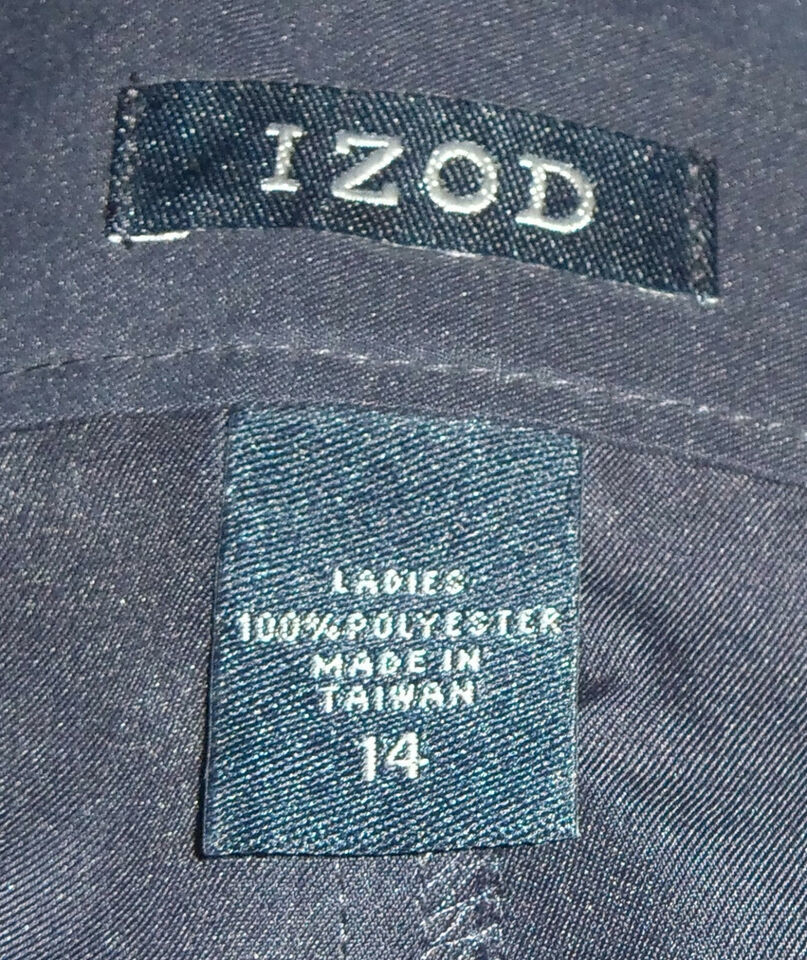 IZOD
LADIES
100% POLYESTER
MADE IN
TAIWAN
14